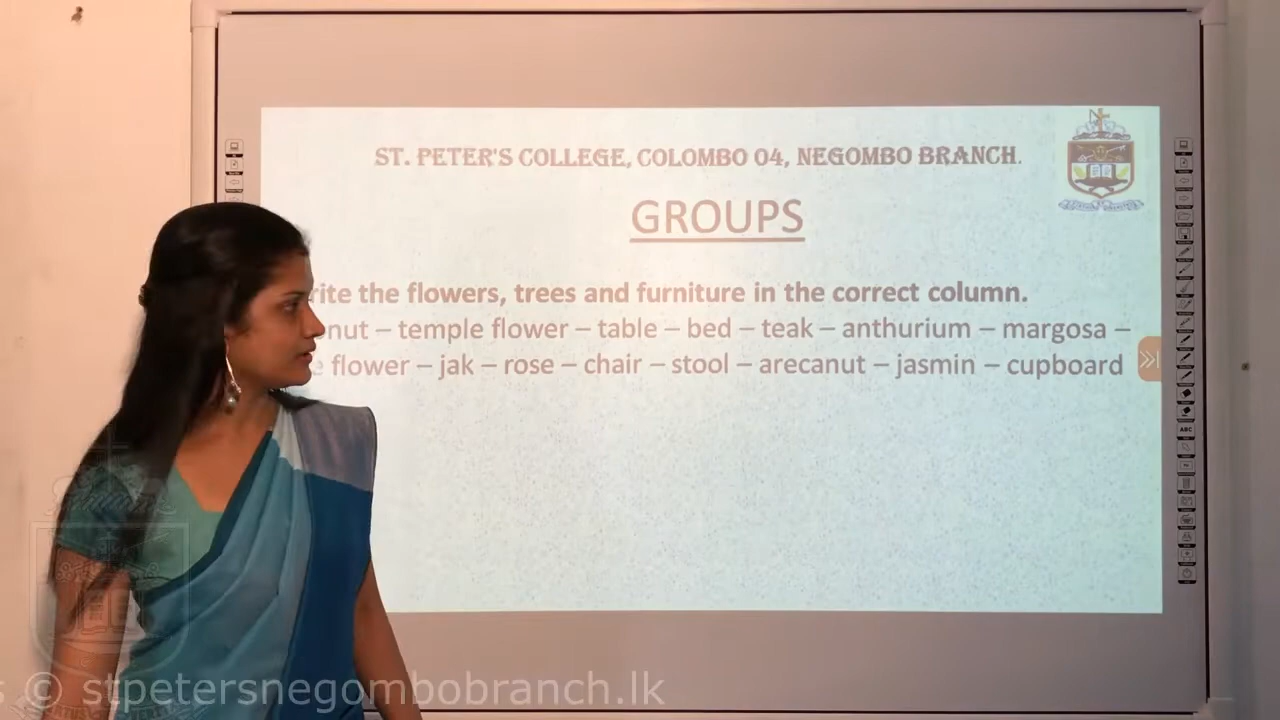 ST. PETER'S COLLEGE, COLOMBO 04, NEGOMBO BRANCH.
GROUPS
rite the flowers, trees and furniture in the correct column.
nut – temple flower – table – bed – teak – anthurium – margosa –
flower – jak – rose – chair – stool – arecanut – jasmin – cupboard
ABC
s © stpetersnegombobranch.lk